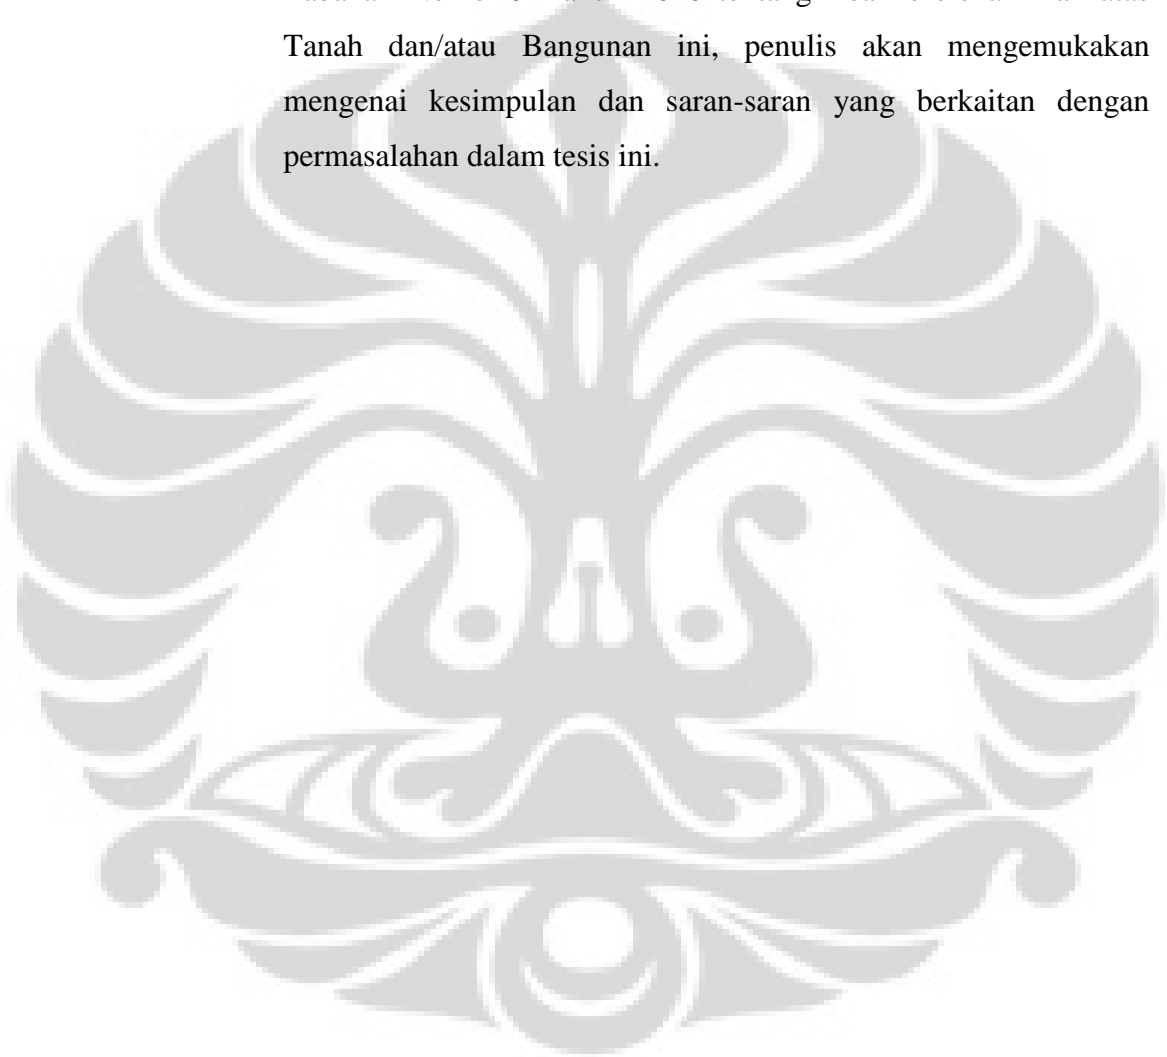 tentang
Tanah dan/atau Bangunan ini, penulis akan mengemukakan
mengenai kesimpulan dan saran-saran yang berkaitan dengan
permasalahan dalam tesis ini.